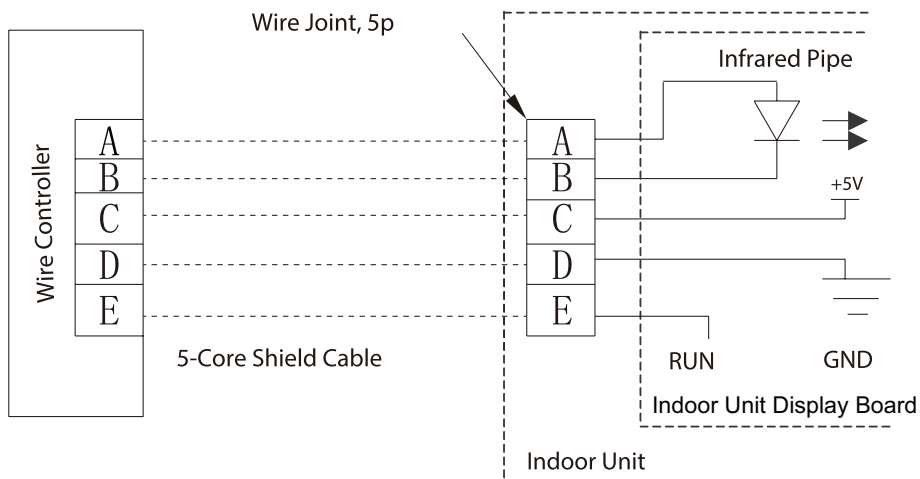 Wire Joint, 5p
Infrared Pipe
Wire Controller
A
B
C
D
E
A
B
C
D
E
+5V
5-Core Shield Cable
RUN
GND
Indoor Unit Display Board
Indoor Unit